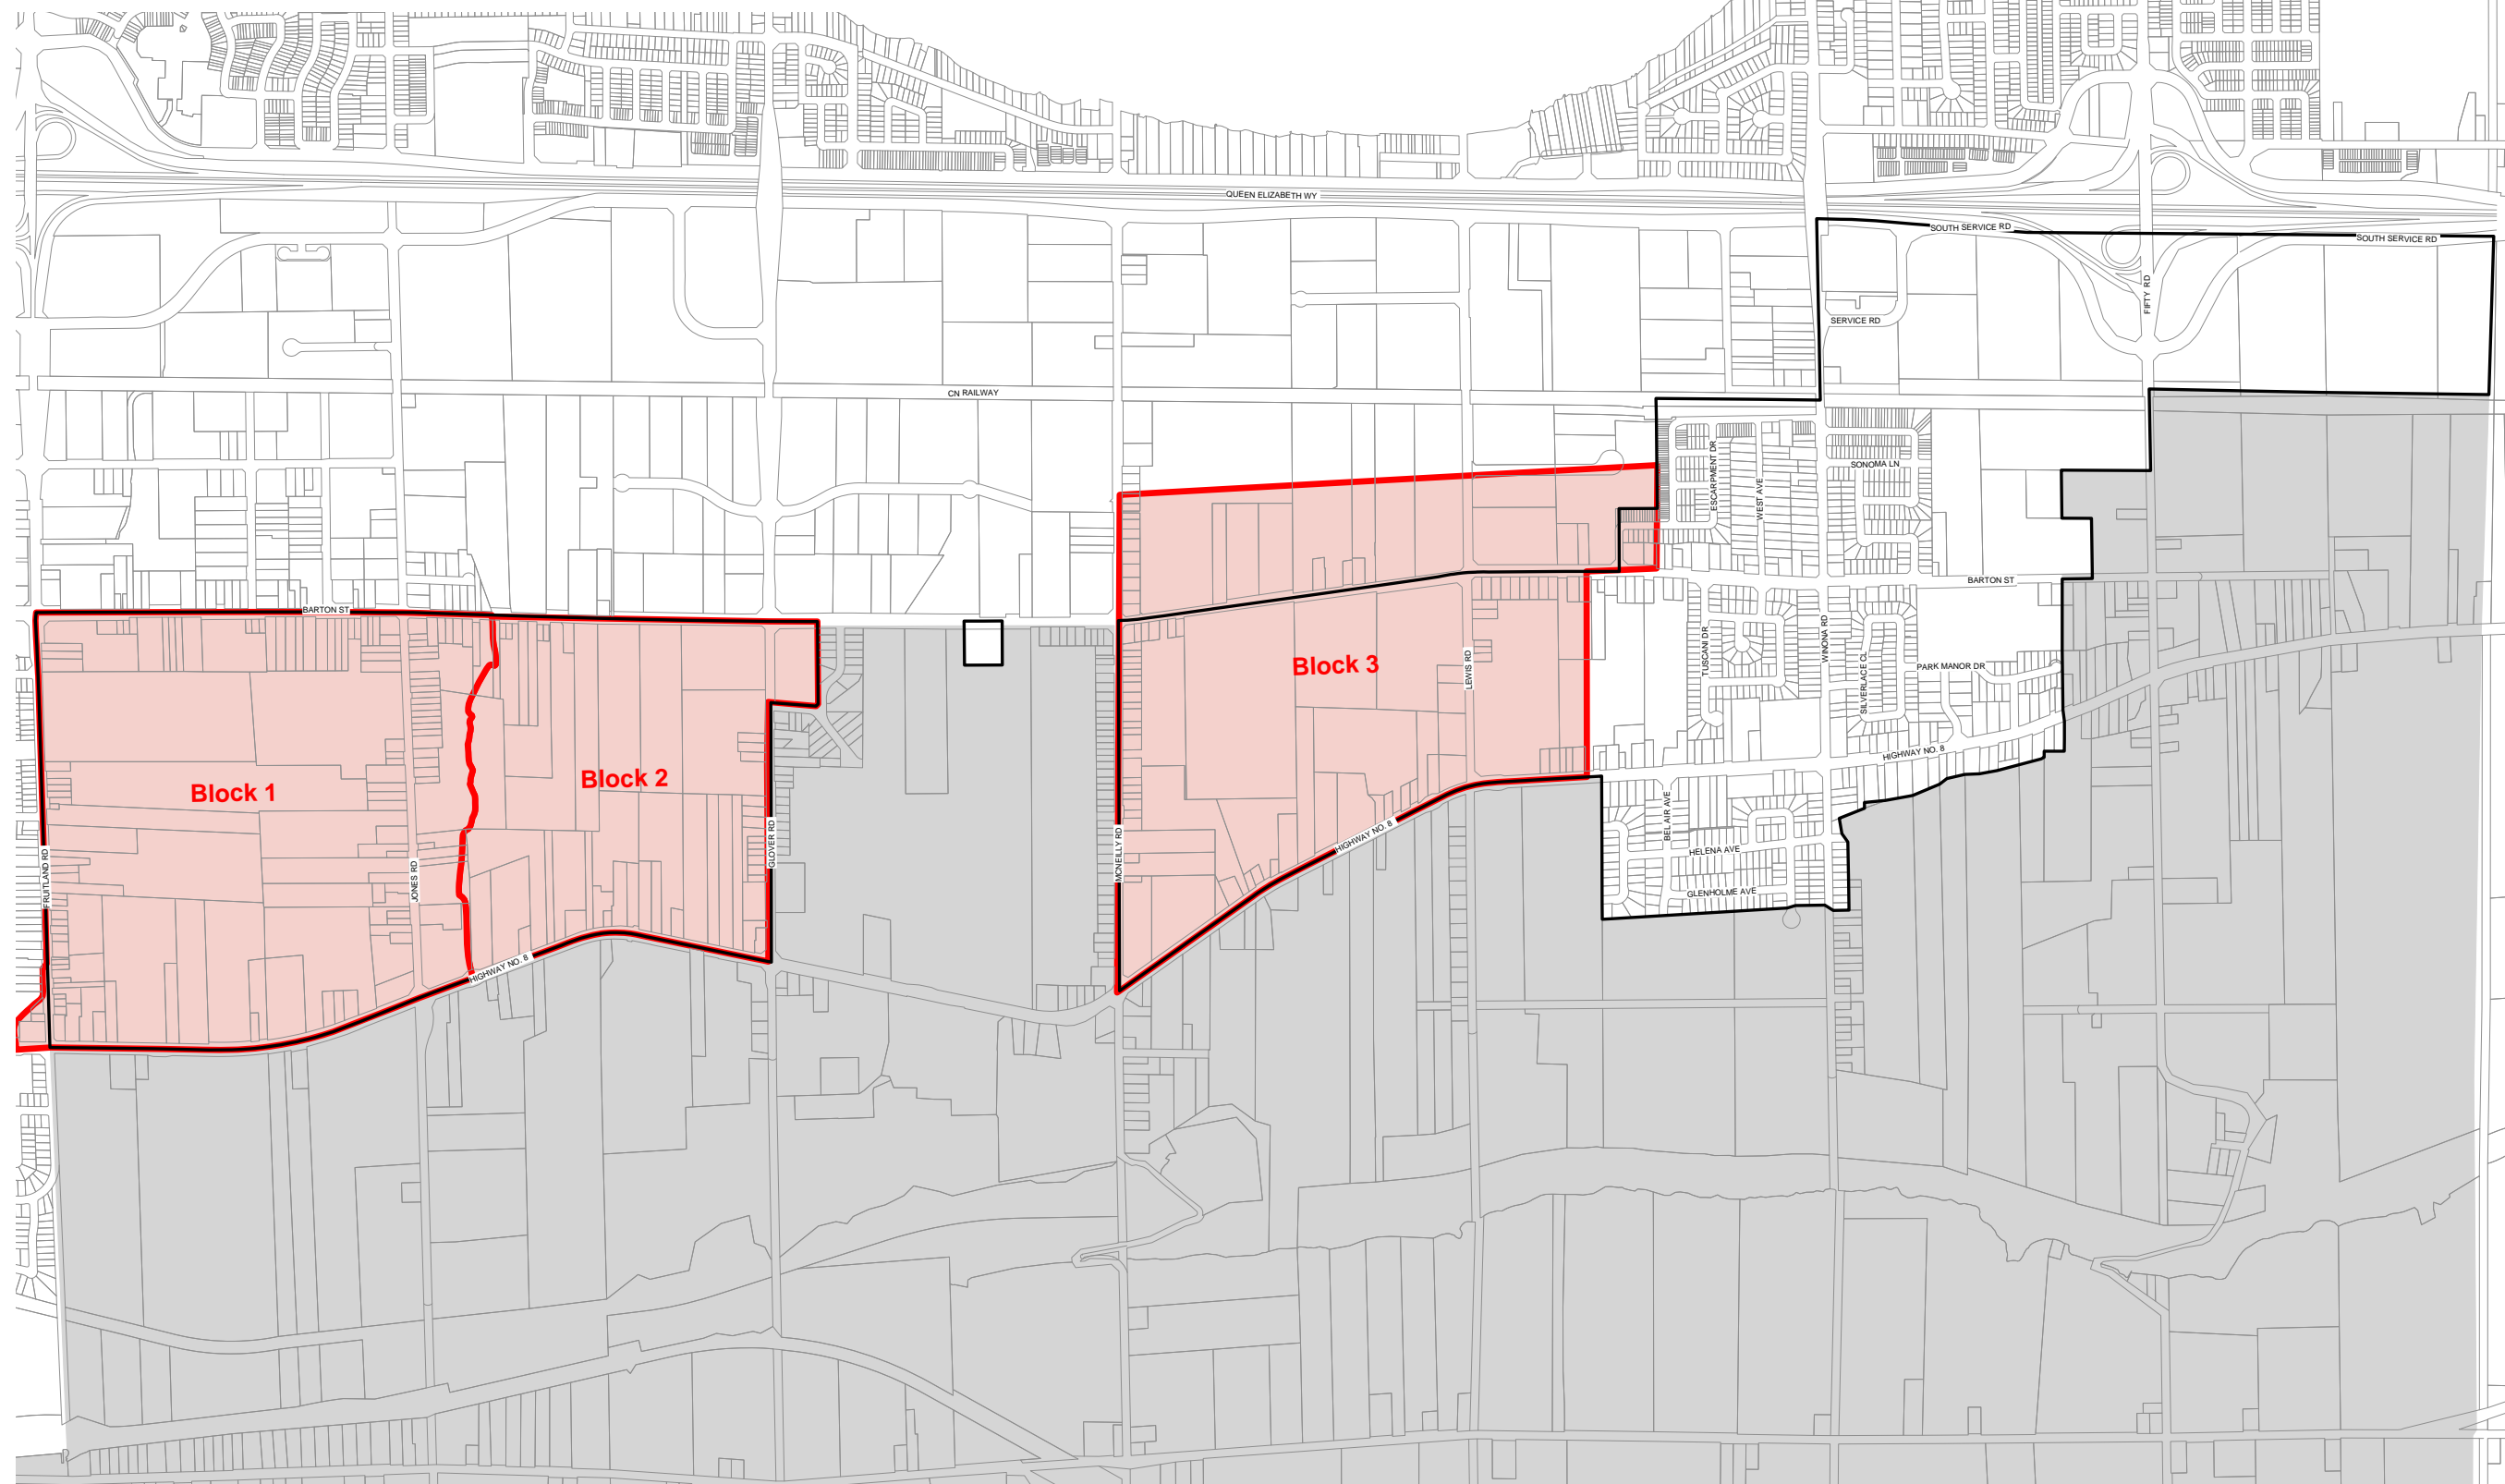 QUEEN ELIZABETH WY
SOUTH SERVICE RD
SOUTH SERVICE RD
FIFTY RD
SERVICE RD
CN RAILWAY
ESCARPMENT DR
WEST AVE
SONOMA LN
BARTON ST
BARTON ST
Block 3
LEWIS RD
TUSCANI DR
WINONA RD
SILVERLACE CL
PARK MANOR DR
HIGHWAY NO. 8
Block 1
Block 2
FRUITLAND RD
JONES RD
GLOVER RD
MCNEILLY RD
HIGHWAY NO. 8
BEL AIR AVE
HELENA AVE
GLENHOLME AVE
HIGHWAY NO. 8